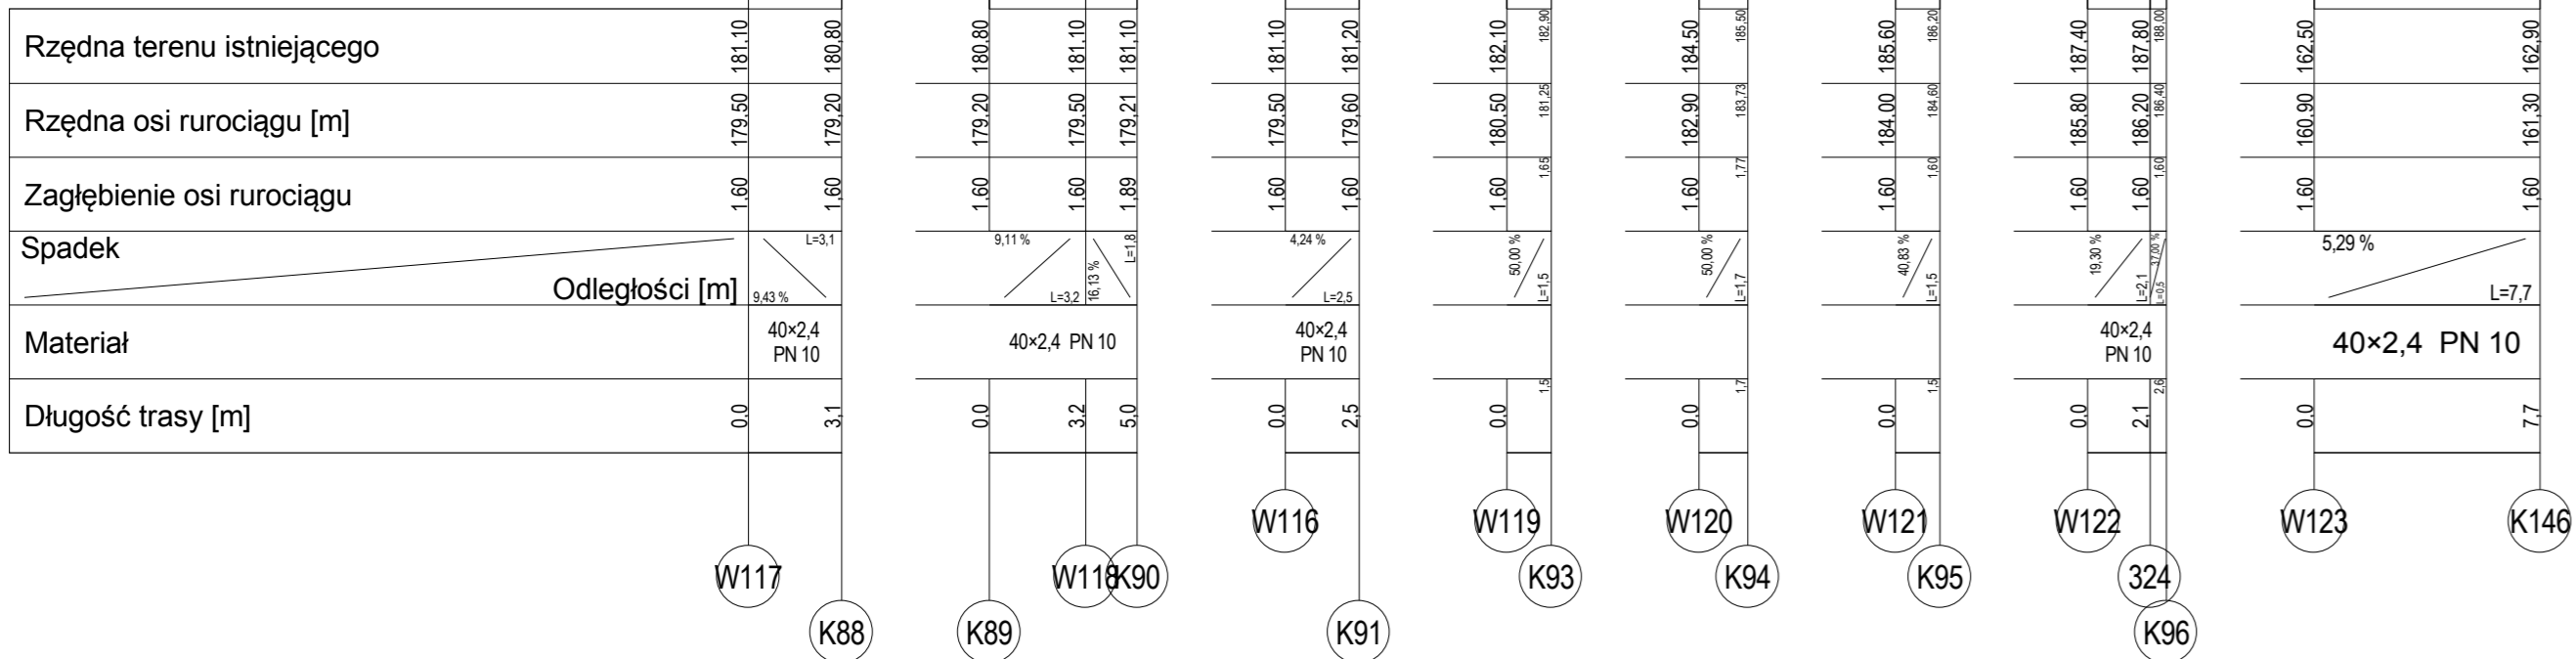 Rzędna terenu istniejącego 181.10 180.80 180.80 181.10 181.10 181.10 181.20 182.10 182.90 184.50 185.50 185.60 186.20 187.40 187.80 188.00 162.50 162.90
Rzędna osi rurociągu [m] 179.50 179,20 179.20 179.50 179,21 179.50 179,60 180.50 181,25 182.90 183,73 184.00 184,60 185.80 186.20 186,40 160.90 161,30
Zagłębienie osi rurociągu 1,60 1,60 1,60 1,60 1,89 1,60 1,60 1,60 1,65 1,60 1,77 1,60 1,60 1,60 1,60 1,60 1,60 1,60
Spadek L=3,1 9,11 % L=1,8 4,24 % 50,00 % 50,00 % 40,83 % 19,30 % 37,00 % 5,29 %
Odległości [m] 9,43 % L=3,2 16,13 % L=2,5 L=1,5 L=1,7 L=1,5 L=2,1 L=0,5 L=7,7
Materiał 40×2,4 40×2,4 PN 10 40×2,4 40×2,4 40×2,4 PN 10
PN 10 PN 10 PN 10
Długość trasy [m] 0.0 3,1 0.0 3.2 5,0 0.0 2,5 0.0 1,5 0.0 1,7 0.0 1,5 0.0 2.1 2,6 0.0 7,7
W116 W119 W120 W121 W122 W123 K146
W117 W118 K90 K93 K94 K95 324
K88 K89 K91 K96